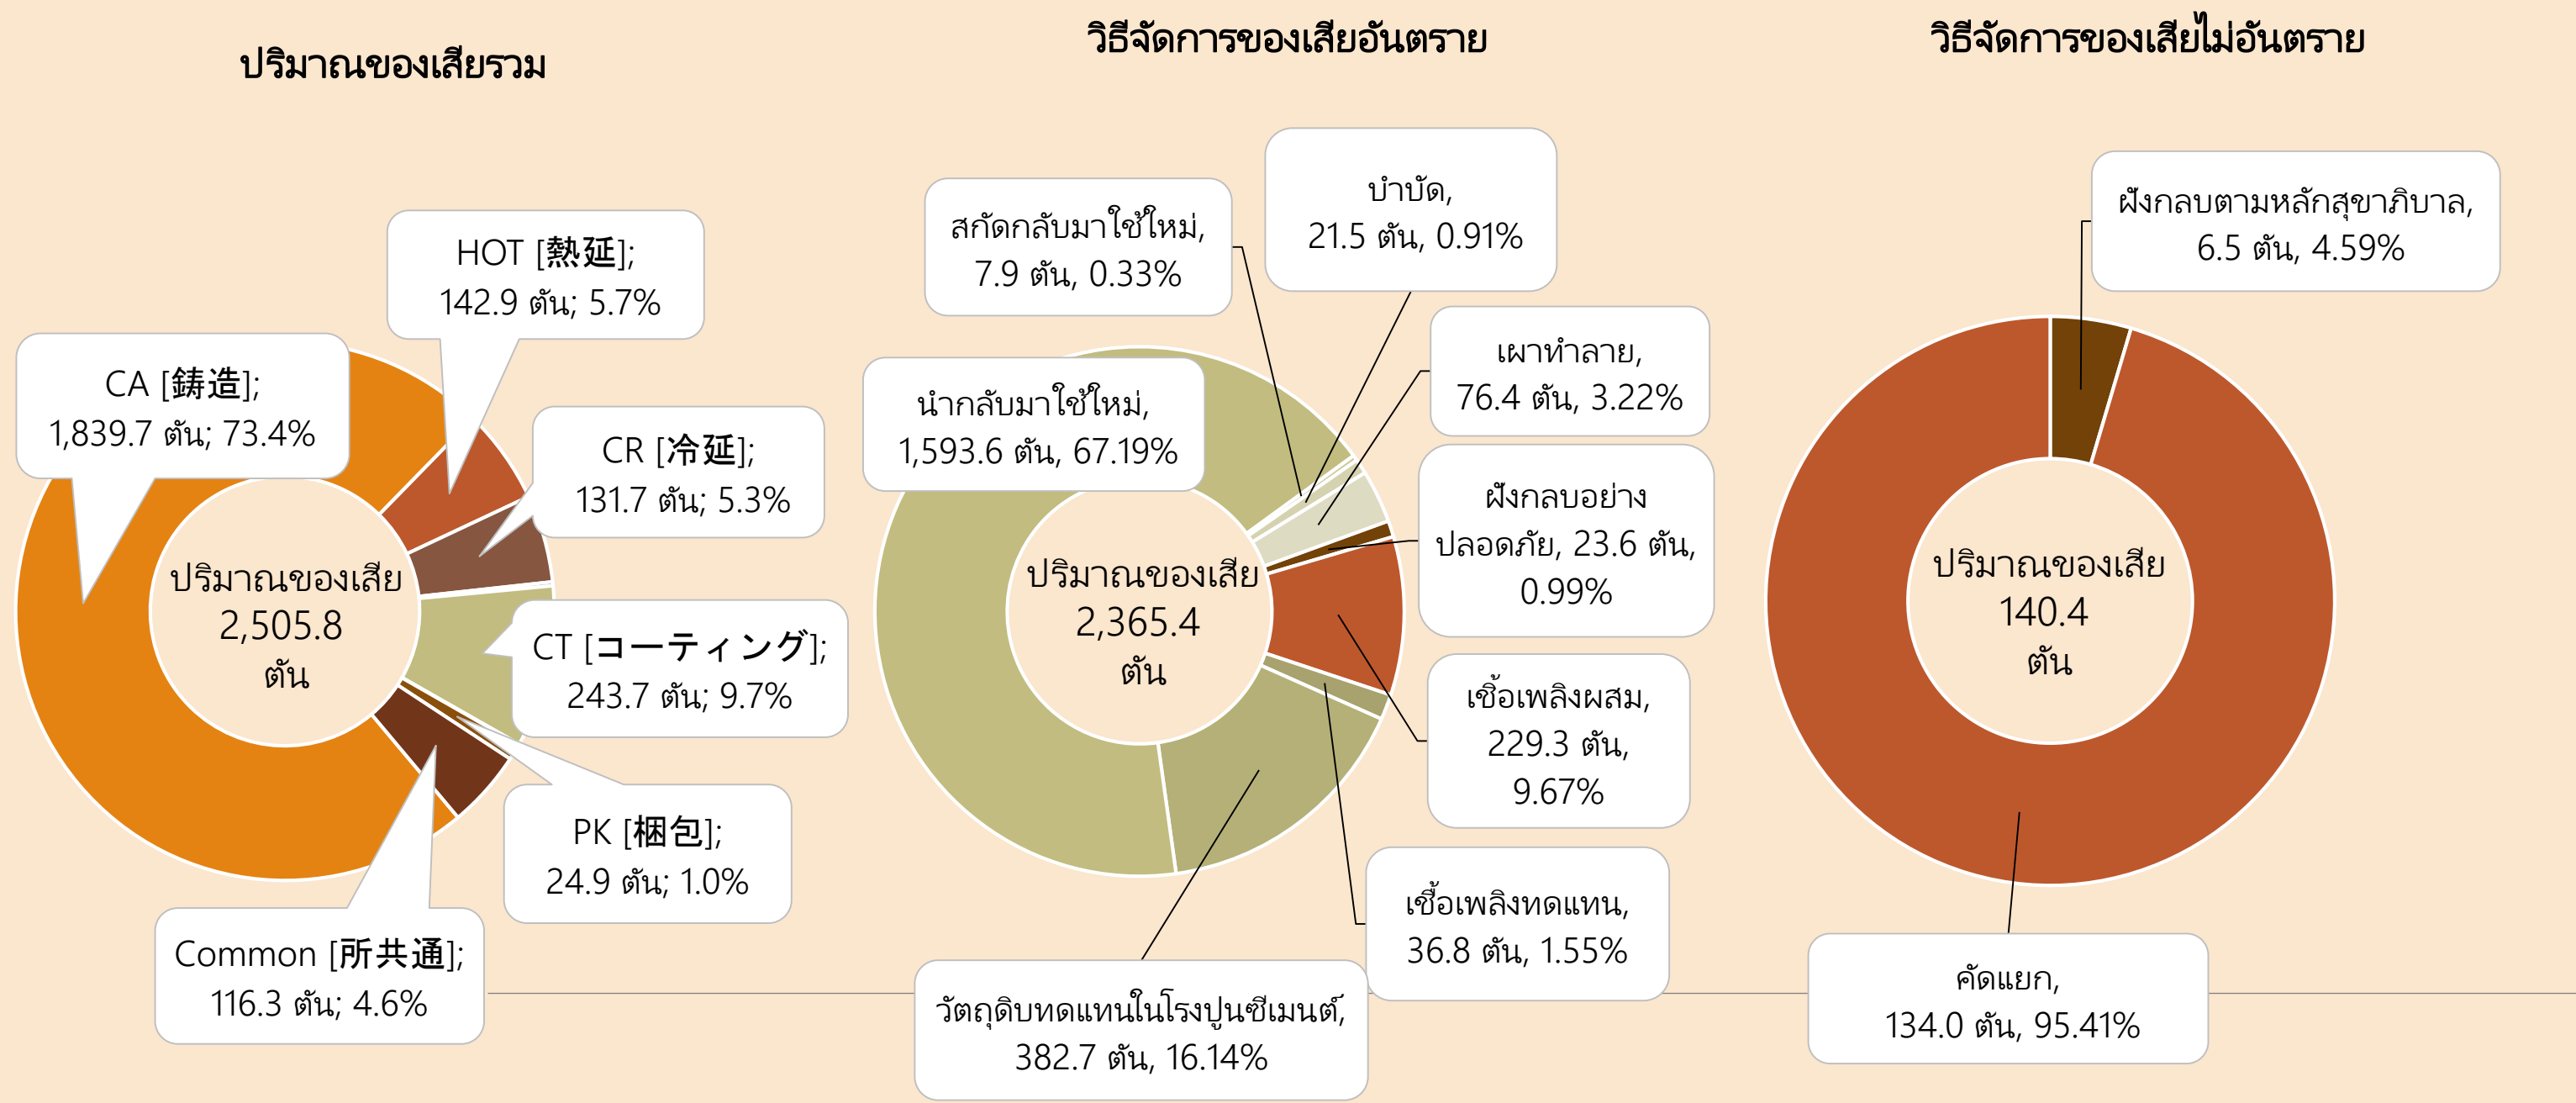 ปริมาณของเสียรวม
HOT [熱延];
142.9 ตัน; 5.7%
CA [鋳造];
1,839.7 ตัน; 73.4%
CR [冷延];
131.7 ตัน; 5.3%
ปริมาณของเสีย
2,505.8
ตัน
CT [コーティング];
243.7 ตัน; 9.7%
PK [梱包];
24.9 ตัน; 1.0%
Common [所共通];
116.3 ตัน; 4.6%
วิธีจัดการของเสียอันตราย
บำบัด,
21.5 ตัน, 0.91%
สกัดกลับมาใช้ใหม่,
7.9 ตัน, 0.33%
เผาทำลาย,
76.4 ตัน, 3.22%
นำกลับมาใช้ใหม่,
1,593.6 ตัน, 67.19%
ฝังกลบอย่าง
ปลอดภัย, 23.6 ตัน,
0.99%
ปริมาณของเสีย
2,365.4
ตัน
เชิ้อเพลิงผสม,
229.3 ตัน,
9.67%
เชื้อเพลิงทดแทน,
36.8 ตัน, 1.55%
วัตถุดิบทดแทนในโรงปูนซีเมนต์,
382.7 ตัน, 16.14%
วิธีจัดการของเสียไม่อันตราย
ฝังกลบตามหลักสุขาภิบาล,
6.5 ตัน, 4.59%
ปริมาณของเสีย
140.4
ตัน
คัดแยก,
134.0 ตัน, 95.41%